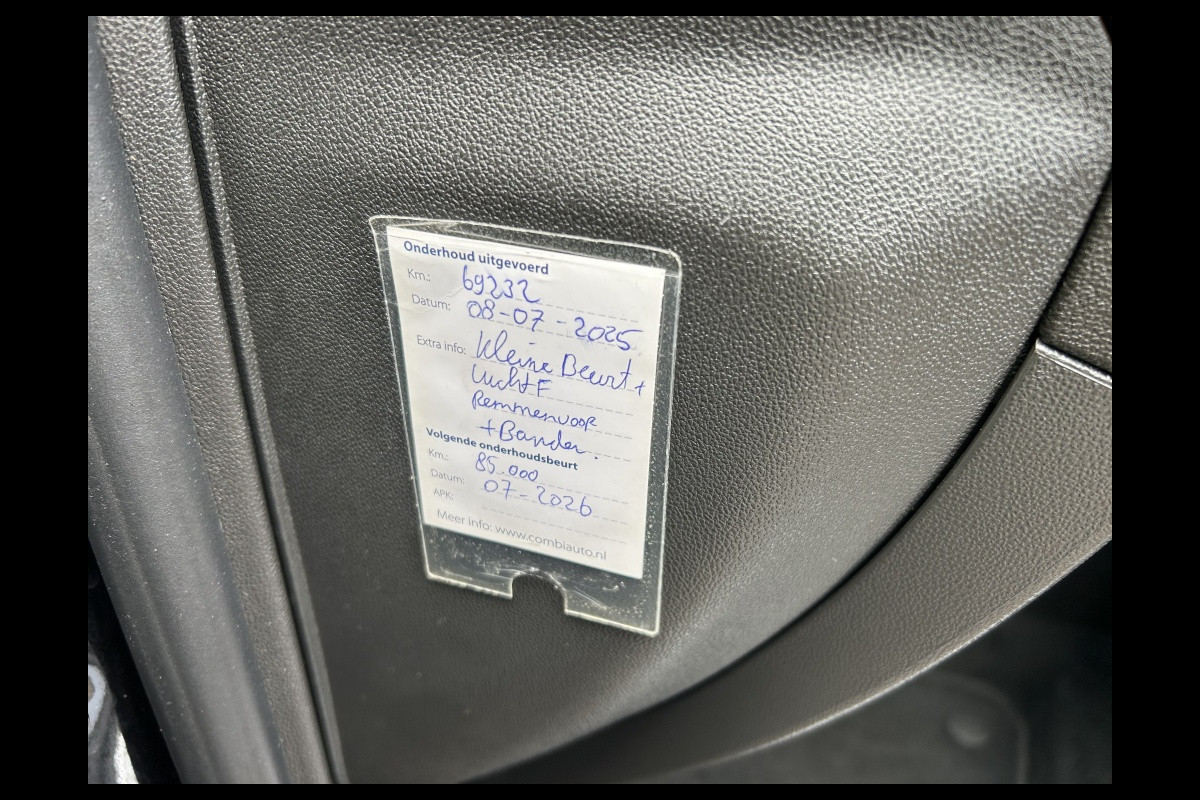 Onderhoud uitgevoerd
Km.: 69232
Datum: 08-07-2025
Extra info: Kleine Beurt +
Lucht F
Remmen voor
+ Banden.
Volgende onderhoudsbeurt
Km.: 85.000
Datum: 07-2026
APK:
Meer info: www.combiauto.nl